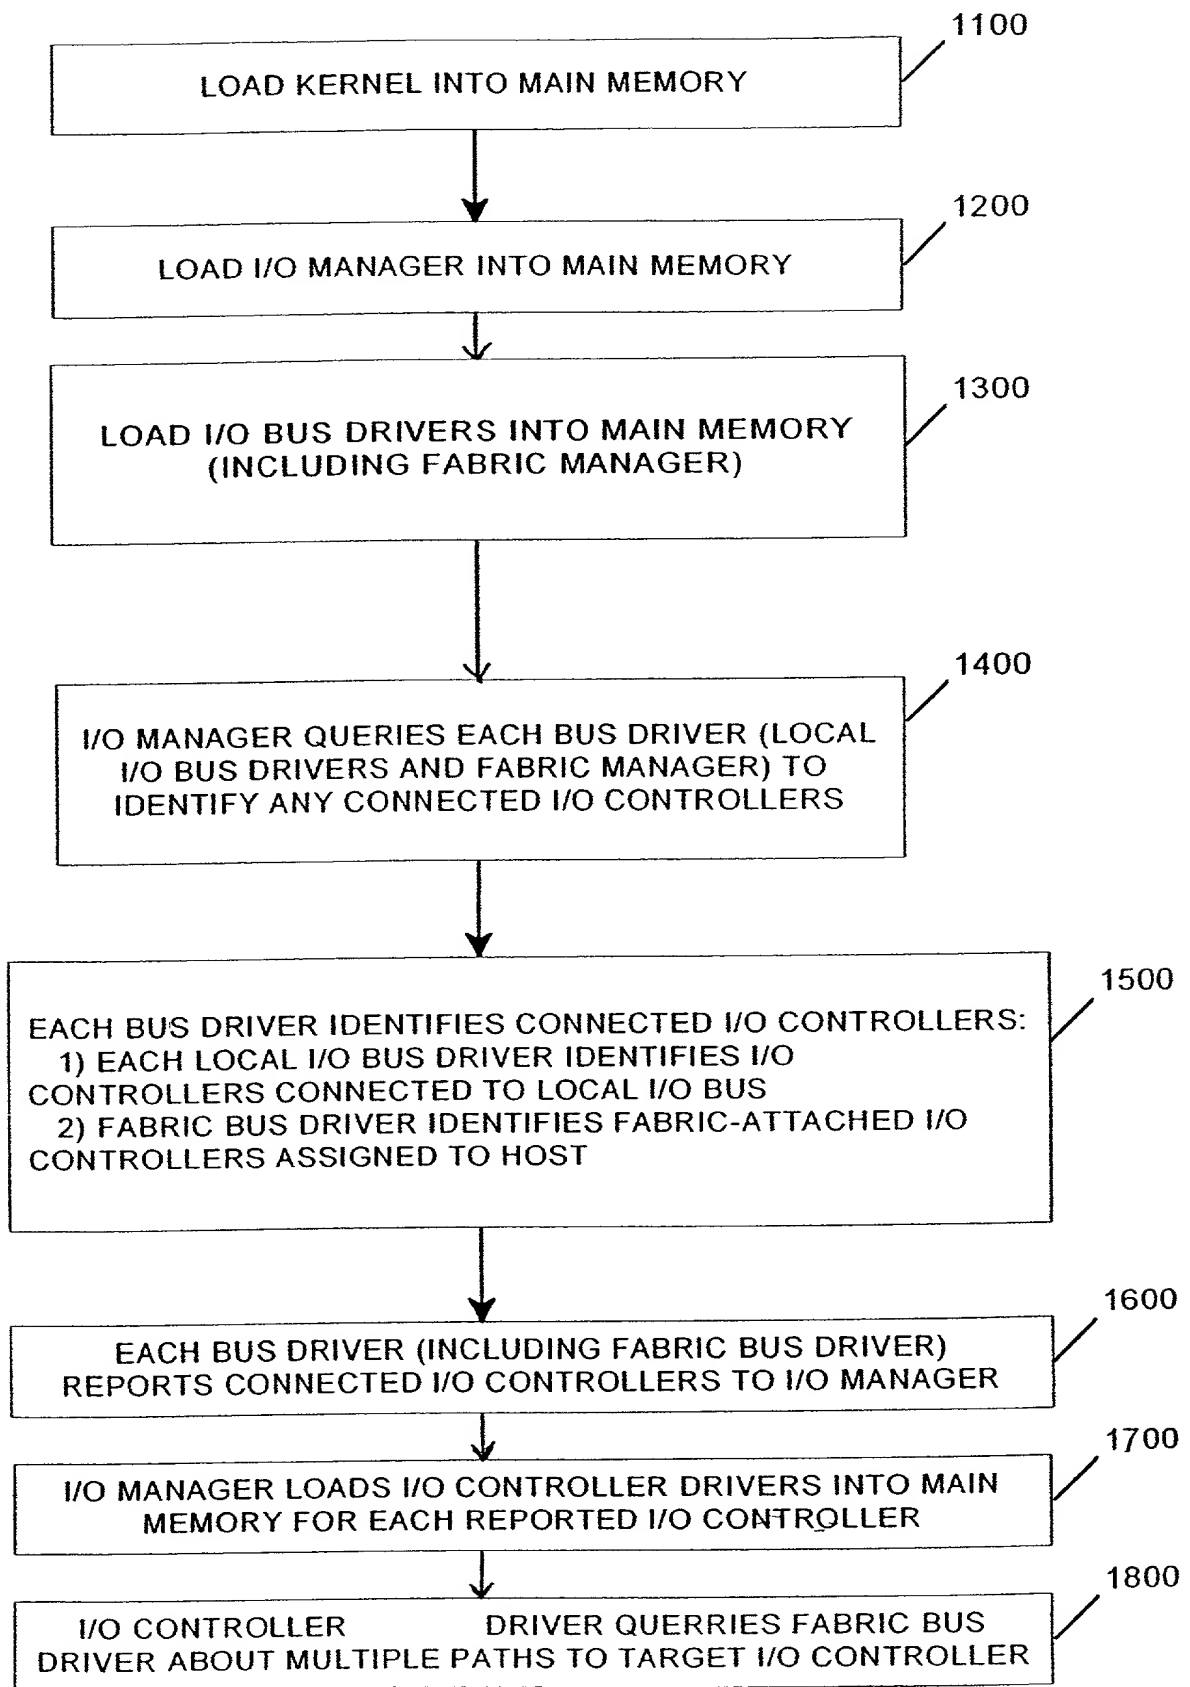 1100
LOAD KERNEL INTO MAIN MEMORY
1200
LOAD I/O MANAGER INTO MAIN MEMORY
1300
LOAD I/O BUS DRIVERS INTO MAIN MEMORY
(INCLUDING FABRIC MANAGER)
1400
I/O MANAGER QUERIES EACH BUS DRIVER (LOCAL
I/O BUS DRIVERS AND FABRIC MANAGER) TO
IDENTIFY ANY CONNECTED I/O CONTROLLERS
1500
EACH BUS DRIVER IDENTIFIES CONNECTED I/O CONTROLLERS:
1) EACH LOCAL I/O BUS DRIVER IDENTIFIES I/O
CONTROLLERS CONNECTED TO LOCAL I/O BUS
2) FABRIC BUS DRIVER IDENTIFIES FABRIC-ATTACHED I/O
CONTROLLERS ASSIGNED TO HOST
1600
EACH BUS DRIVER (INCLUDING FABRIC BUS DRIVER)
REPORTS CONNECTED I/O CONTROLLERS TO I/O MANAGER
1700
I/O MANAGER LOADS I/O CONTROLLER DRIVERS INTO MAIN
MEMORY FOR EACH REPORTED I/O CONTROLLER
1800
I/O CONTROLLER DRIVER QUERRIES FABRIC BUS
DRIVER ABOUT MULTIPLE PATHS TO TARGET I/O CONTROLLER